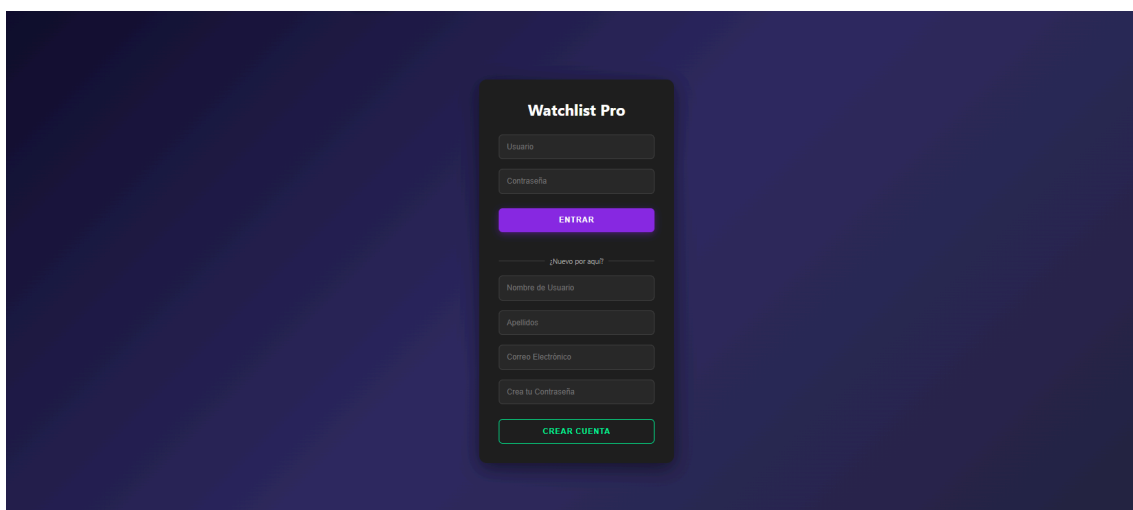 Watchlist Pro
Usuario
Contraseña
ENTRAR
¿Nuevo por aquí?
Nombre de Usuario
Apellidos
Correo Electrónico
Crea tu Contraseña
CREAR CUENTA